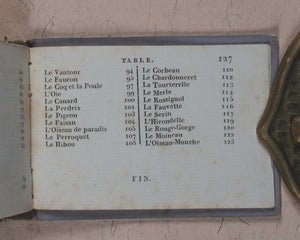 TABLE. 127
Le Vautour 94
Le Faucon 95
Le Coq et la Poule 97
L'Oie 99
Le Canard 100
La Perdrix 101
Le Pigeon 103
Le Faisan 104
L'Oiseau de paradis 105
Le Perroquet 107
Le Hibou 108
Le Corbeau 110
Le Chardonneret 112
La Tourterelle 113
Le Merle 114
Le Rossignol 115
La Fauvette 116
Le Serin 117
L'Hirondelle 119
Le Rouge-Gorge 120
Le Moineau 122
L'Oiseau-Mouche 123
FIN.